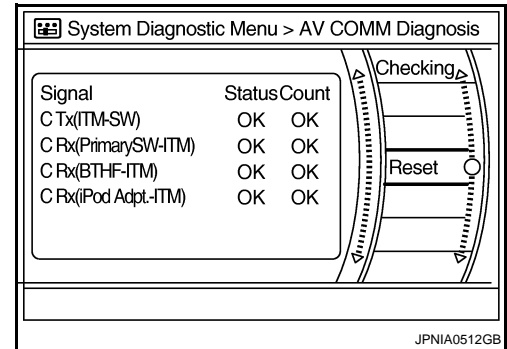 System Diagnostic Menu > AV COMM Diagnosis
Checking
Signal Status Count
C Tx(ITM-SW) OK OK
C Rx(PrimarySW-ITM) OK OK
C Rx(BTHF-ITM) OK OK
C Rx(iPod Adpt.-ITM) OK OK
Reset
JPNIA0512GB